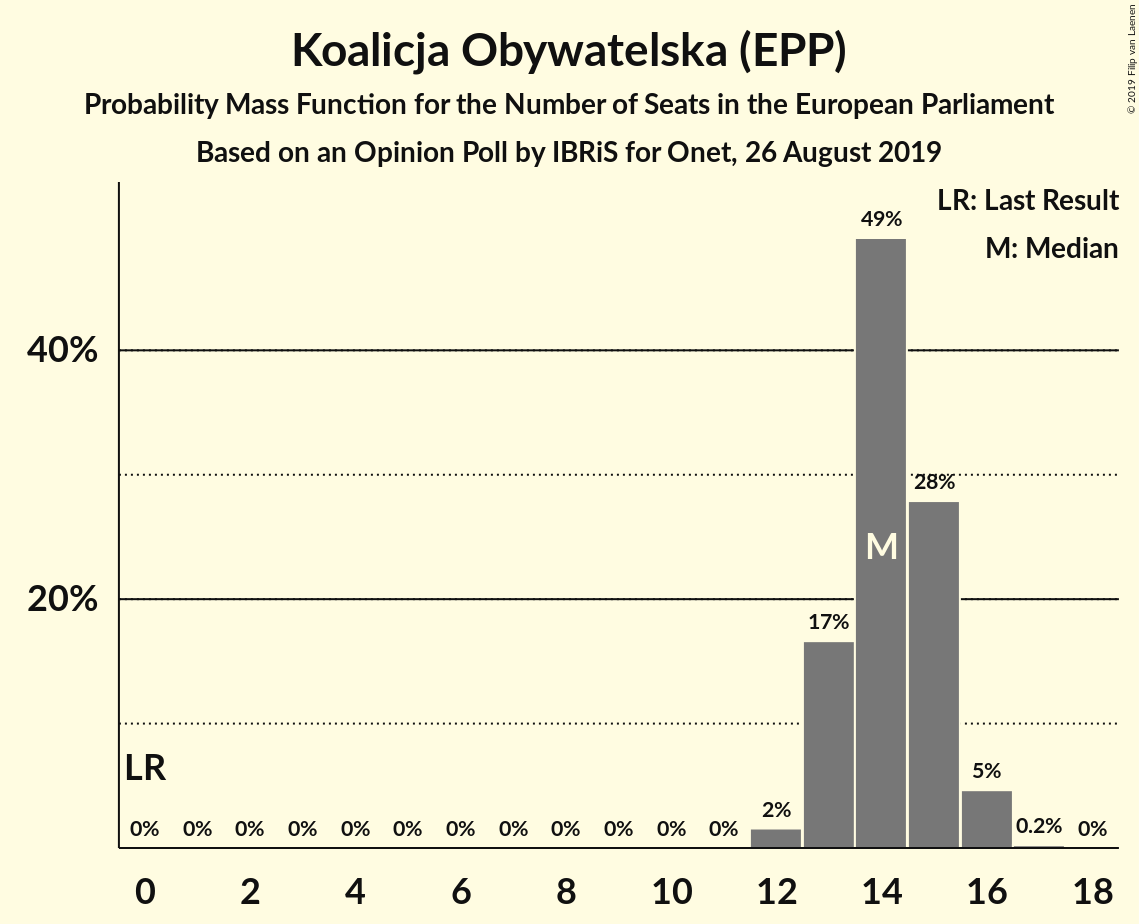 Koalicja Obywatelska (EPP)
Probability Mass Function for the Number of Seats in the European Parliament
Based on an Opinion Poll by IBRiS for Onet, 26 August 2019
© 2019 Filip van Laenen
LR: Last Result
M: Median
49%
40%
28%
M
20%
17%
LR
5%
2%
0% 0% 0% 0% 0% 0% 0% 0% 0% 0% 0% 0% 0.2% 0%
0 2 4 6 8 10 12 14 16 18